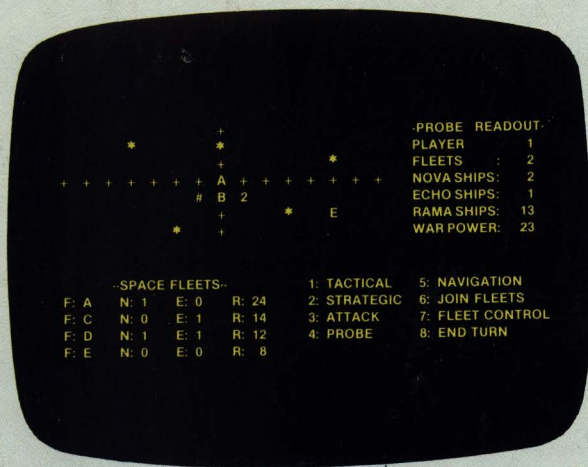 +
* *
+ *
+ + + + + + + A + + + + + + +
# B 2
+ * E
* +
-PROBE READOUT-
PLAYER 1
FLEETS : 2
NOVA SHIPS: 2
ECHO SHIPS: 1
RAMA SHIPS: 13
WAR POWER: 23
--SPACE FLEETS--
F: A N: 1 E: 0 R: 24
F: C N: 0 E: 1 R: 14
F: D N: 1 E: 1 R: 12
F: E N: 0 E: 0 R: 8
1: TACTICAL
2: STRATEGIC
3: ATTACK
4: PROBE
5: NAVIGATION
6: JOIN FLEETS
7: FLEET CONTROL
8: END TURN